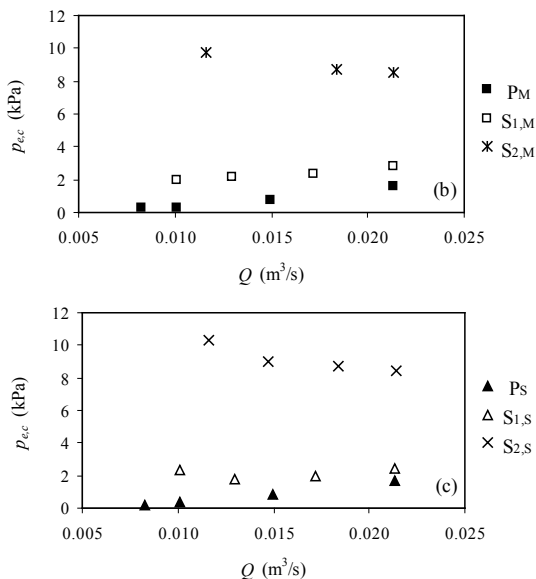 12
10
8
6
4
2
0
p_{e,c} (kPa)
0.005 0.010 0.015 0.020 0.025
Q (m³/s)
(b)
P_M
S_{1,M}
S_{2,M}
12
10
8
6
4
2
0
p_{e,c} (kPa)
0.005 0.010 0.015 0.020 0.025
Q (m³/s)
(c)
P_S
S_{1,S}
S_{2,S}